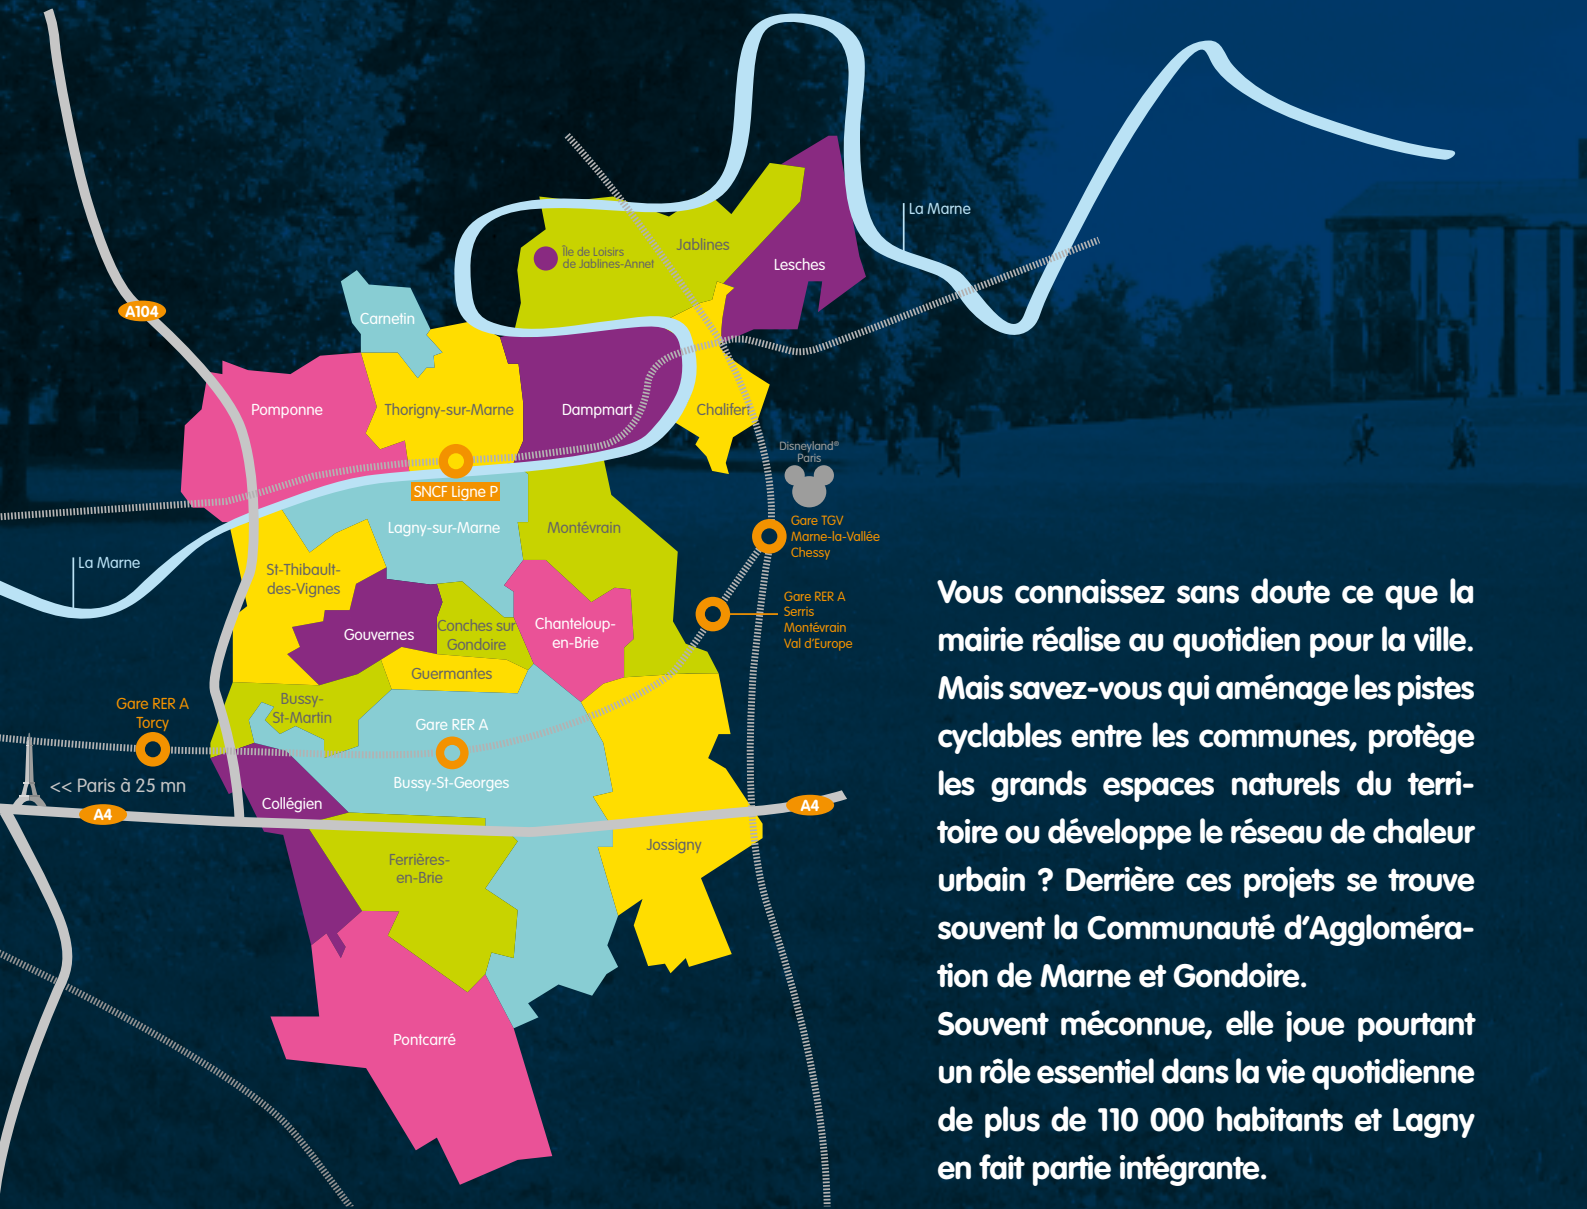 La Marne
Île de Loisirs
de Jablines-Annet
Jablines
Lesches
A104
Carnetin
Pomponne
Thorigny-sur-Marne
Dampmart
Chalifert
Disneyland®
Paris
SNCF Ligne P
Lagny-sur-Marne
Montévrain
Gare TGV
Marne-la-Vallée
Chessy
La Marne
St-Thibault-
des-Vignes
Gouvernes
Conches sur
Gondoire
Chanteloup-
en-Brie
Gare RER A
Serris
Montévrain
Val d'Europe
Guermantes
Bussy-
St-Martin
Gare RER A
Torcy
Gare RER A
Bussy-St-Georges
<< Paris à 25 mn
A4
Collégien
A4
Jossigny
Ferrières-
en-Brie
Pontcarré
Vous connaissez sans doute ce que la
mairie réalise au quotidien pour la ville.
Mais savez-vous qui aménage les pistes
cyclables entre les communes, protège
les grands espaces naturels du terri-
toire ou développe le réseau de chaleur
urbain ? Derrière ces projets se trouve
souvent la Communauté d'Aggloméra-
tion de Marne et Gondoire.
Souvent méconnue, elle joue pourtant
un rôle essentiel dans la vie quotidienne
de plus de 110 000 habitants et Lagny
en fait partie intégrante.